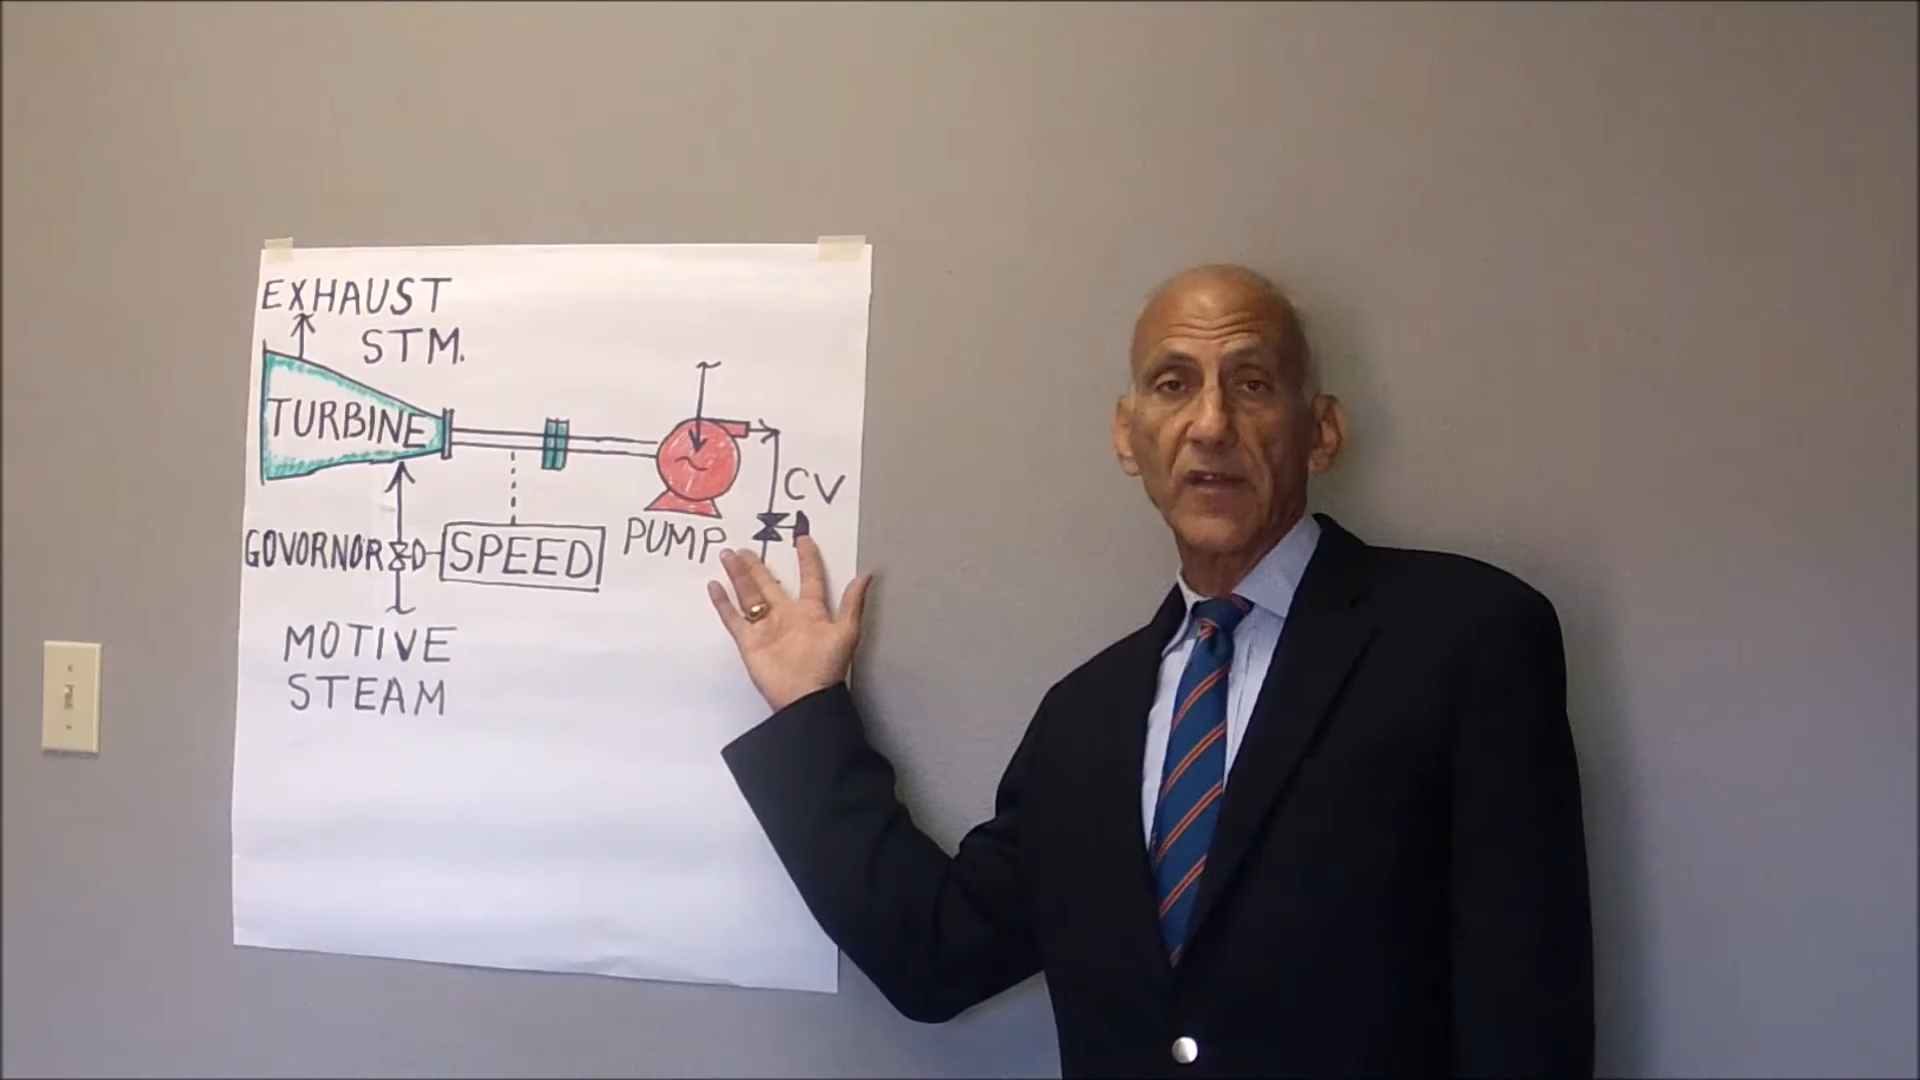 EXHAUST
STM.
TURBINE
CV
PUMP
GOVORNOR
SPEED
MOTIVE
STEAM